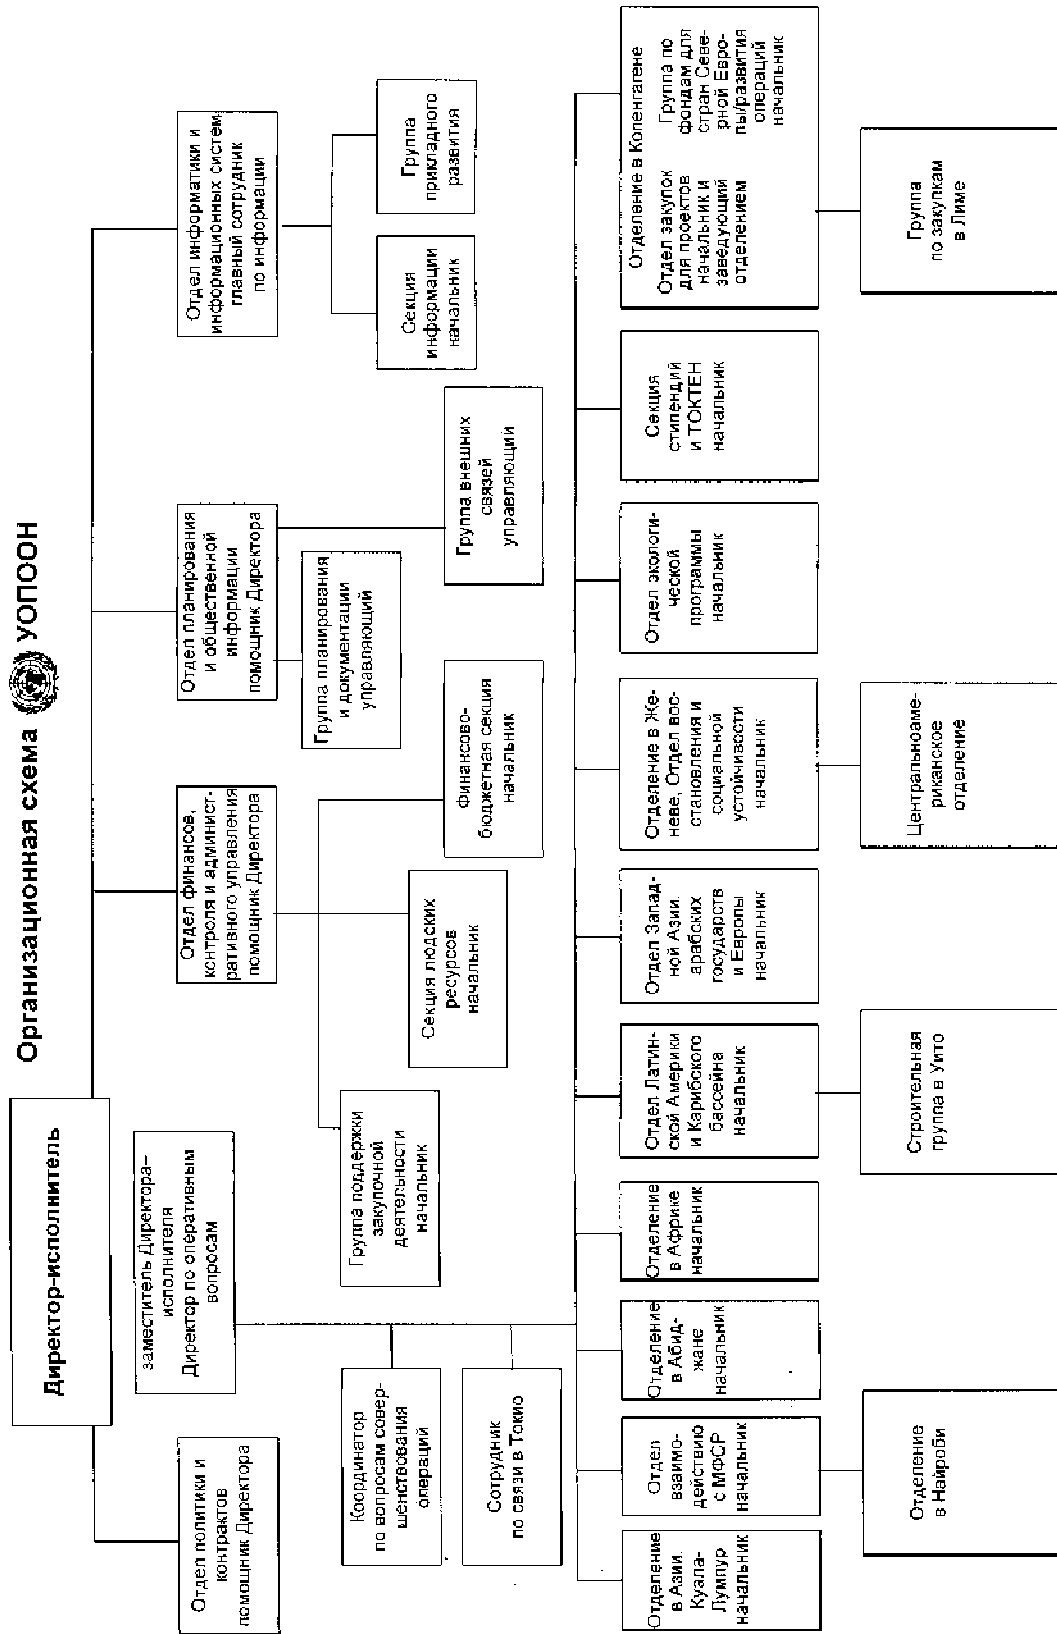 Организационная схема УОПООН
Директор-исполнитель
заместитель Директора–
исполнителя
Директор по оперативным
вопросам
Отдел политики и
контрактов
помощник Директора
Отдел финансов,
контроля и админист-
ративного управления
помощник Директора
Отдел планирования
и общественной
информации
помощник Директора
Отдел информатики и
информационных систем
главный сотрудник
по информации
Группа поддержки
закупочной
деятельности
начальник
Секция людских
ресурсов
начальник
Финансово-
бюджетная секция
начальник
Группа планирования
и документации
управляющий
Группа внешних
связей
управляющий
Секция
информации
начальник
Группа
прикладного
развития
Координатор
по вопросам совер-
шенствования
операций
Сотрудник
по связи в Токио
Отделение
в Азии,
Куала-
Лумпур
начальник
Отдел
взаимо-
действию
с МФСР
начальник
Отделение
в Абид-
жане
начальник
Отделение
в Африке
начальник
Отдел Латин-
ской Америки
и Карибского
бассейна
начальник
Отдел Запад-
ной Азии,
арабских
государств
и Европы
начальник
Отделение в Же-
неве, Отдел вос-
становления и
социальной
устойчивости
начальник
Отдел экологи-
ческой
программы
начальник
Секция
стипендий
и ТОКТЕН
начальник
Отделение в Копенгагене
Отдел закупок
для проектов
начальник и
заведующий
отделением
Группа по
фондам для
стран Севе-
рной Евро-
пы/развития
операций
начальник
Отделение
в Найроби
Строительная
группа в Уито
Центральноаме-
риканское
отделение
Группа
по закупкам
в Лиме